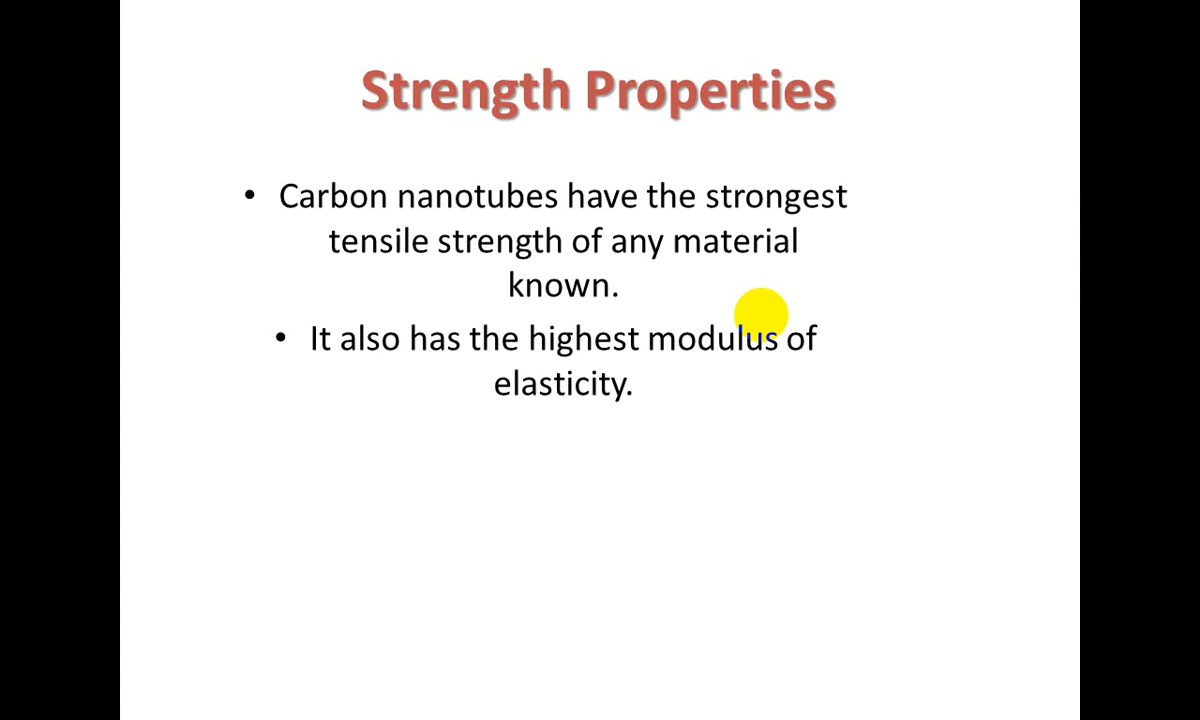 Strength Properties
• Carbon nanotubes have the strongest
tensile strength of any material
known.
• It also has the highest modulus of
elasticity.